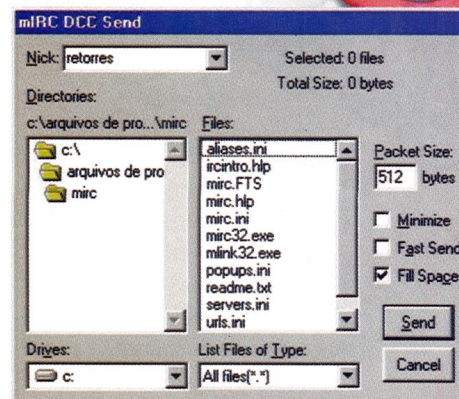 mIRC DCC Send
Nick: retorres
Selected: 0 files
Total Size: 0 bytes
Directories:
c:\arquivos de pro...\mirc
Files:
c:\
arquivos de pro
mirc
aliases.ini
ircintro.hlp
mirc.FTS
mirc.hlp
mirc.ini
mirc32.exe
mlink32.exe
popups.ini
readme.txt
servers.ini
urls.ini
Packet Size:
512 bytes
Minimize
Fast Send
Fill Spaces
Send
Cancel
Drives:
c:
List Files of Type:
All files(*.*)